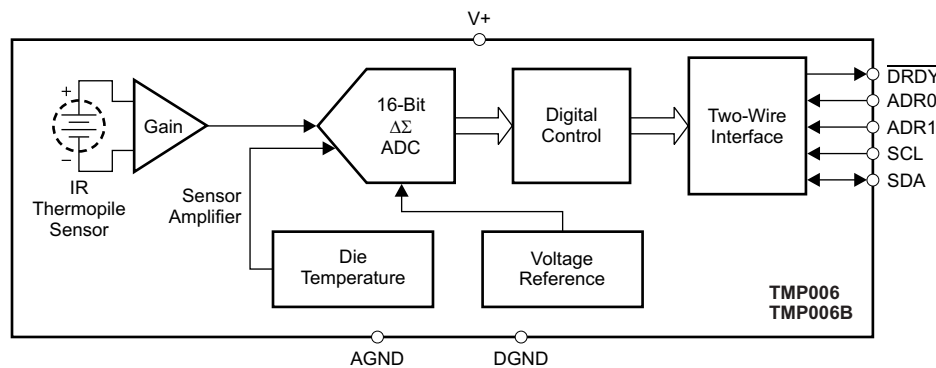 V+
+
−
IR
Thermopile
Sensor
Gain
Sensor
Amplifier
16-Bit
ΔΣ
ADC
Digital
Control
Two-Wire
Interface
DRDY
ADR0
ADR1
SCL
SDA
Die
Temperature
Voltage
Reference
TMP006
TMP006B
AGND
DGND